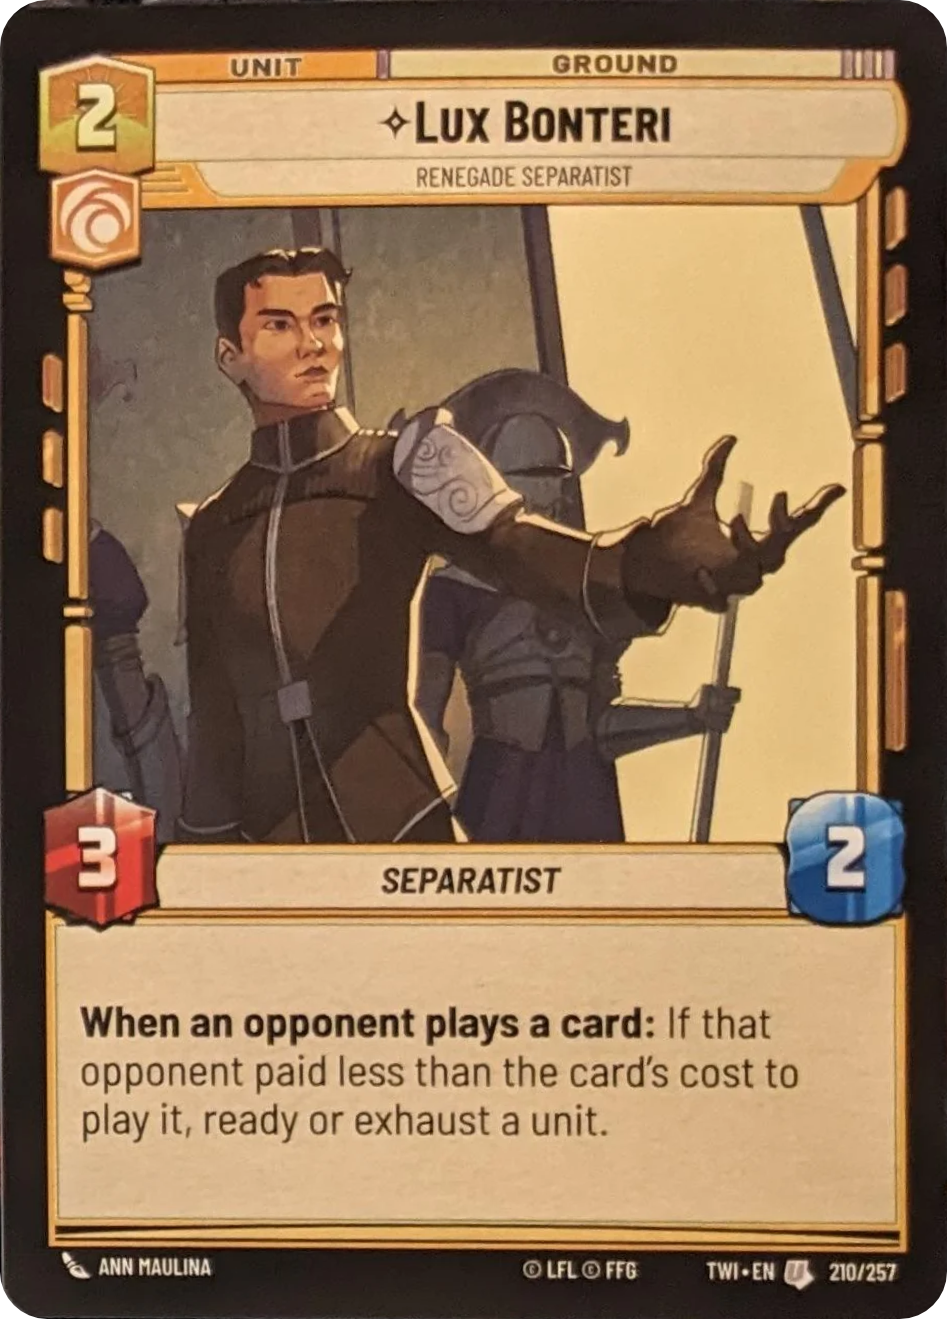 UNIT
GROUND
2
LUX BONTERI
RENEGADE SEPARATIST
3
SEPARATIST
2
When an opponent plays a card: If that
opponent paid less than the card's cost to
play it, ready or exhaust a unit.
ANN MAULINA
© LFL © FFG
TWI•EN U 210/257